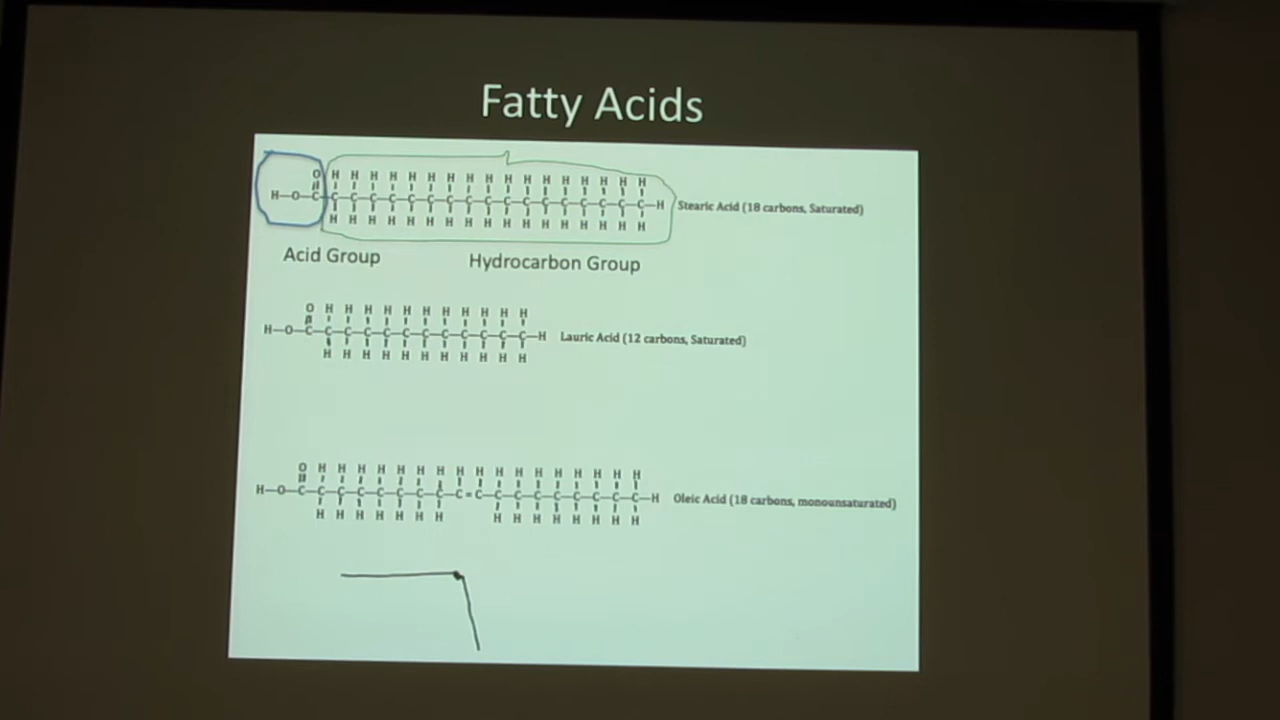 Fatty Acids
O H H H H H H H H H H H H H H H H H
H—O—C—C—C—C—C—C—C—C—C—C—C—C—C—C—C—C—C—C—H Stearic Acid (18 carbons, Saturated)
H H H H H H H H H H H H H H H H H
Acid Group Hydrocarbon Group
O H H H H H H H H H H H
H—O—C—C—C—C—C—C—C—C—C—C—C—C—H Lauric Acid (12 carbons, Saturated)
H H H H H H H H H H H
O H H H H H H H H H H H H H H H H H
H—O—C—C—C—C—C—C—C—C—C=C—C—C—C—C—C—C—C—C—H Oleic Acid (18 carbons, monounsaturated)
H H H H H H H H H H H H H H H